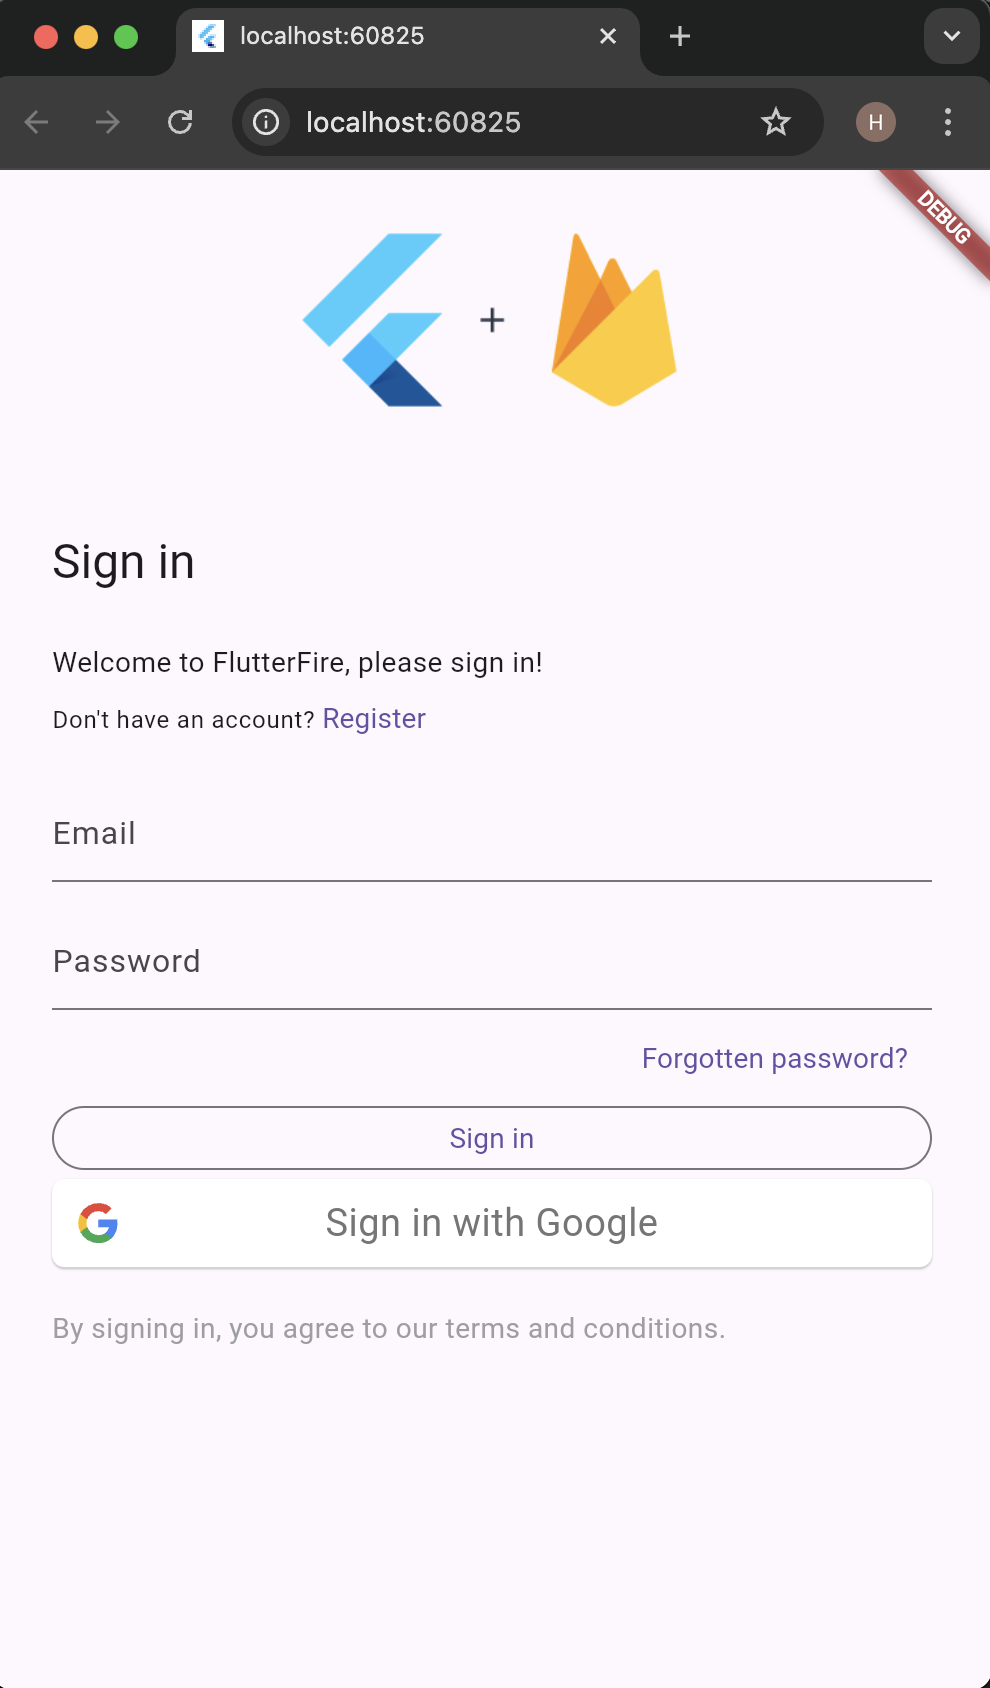 localhost:60825
localhost:60825
H
DEBUG
+
Sign in
Welcome to FlutterFire, please sign in!
Don't have an account? Register
Email
Password
Forgotten password?
Sign in
Sign in with Google
By signing in, you agree to our terms and conditions.